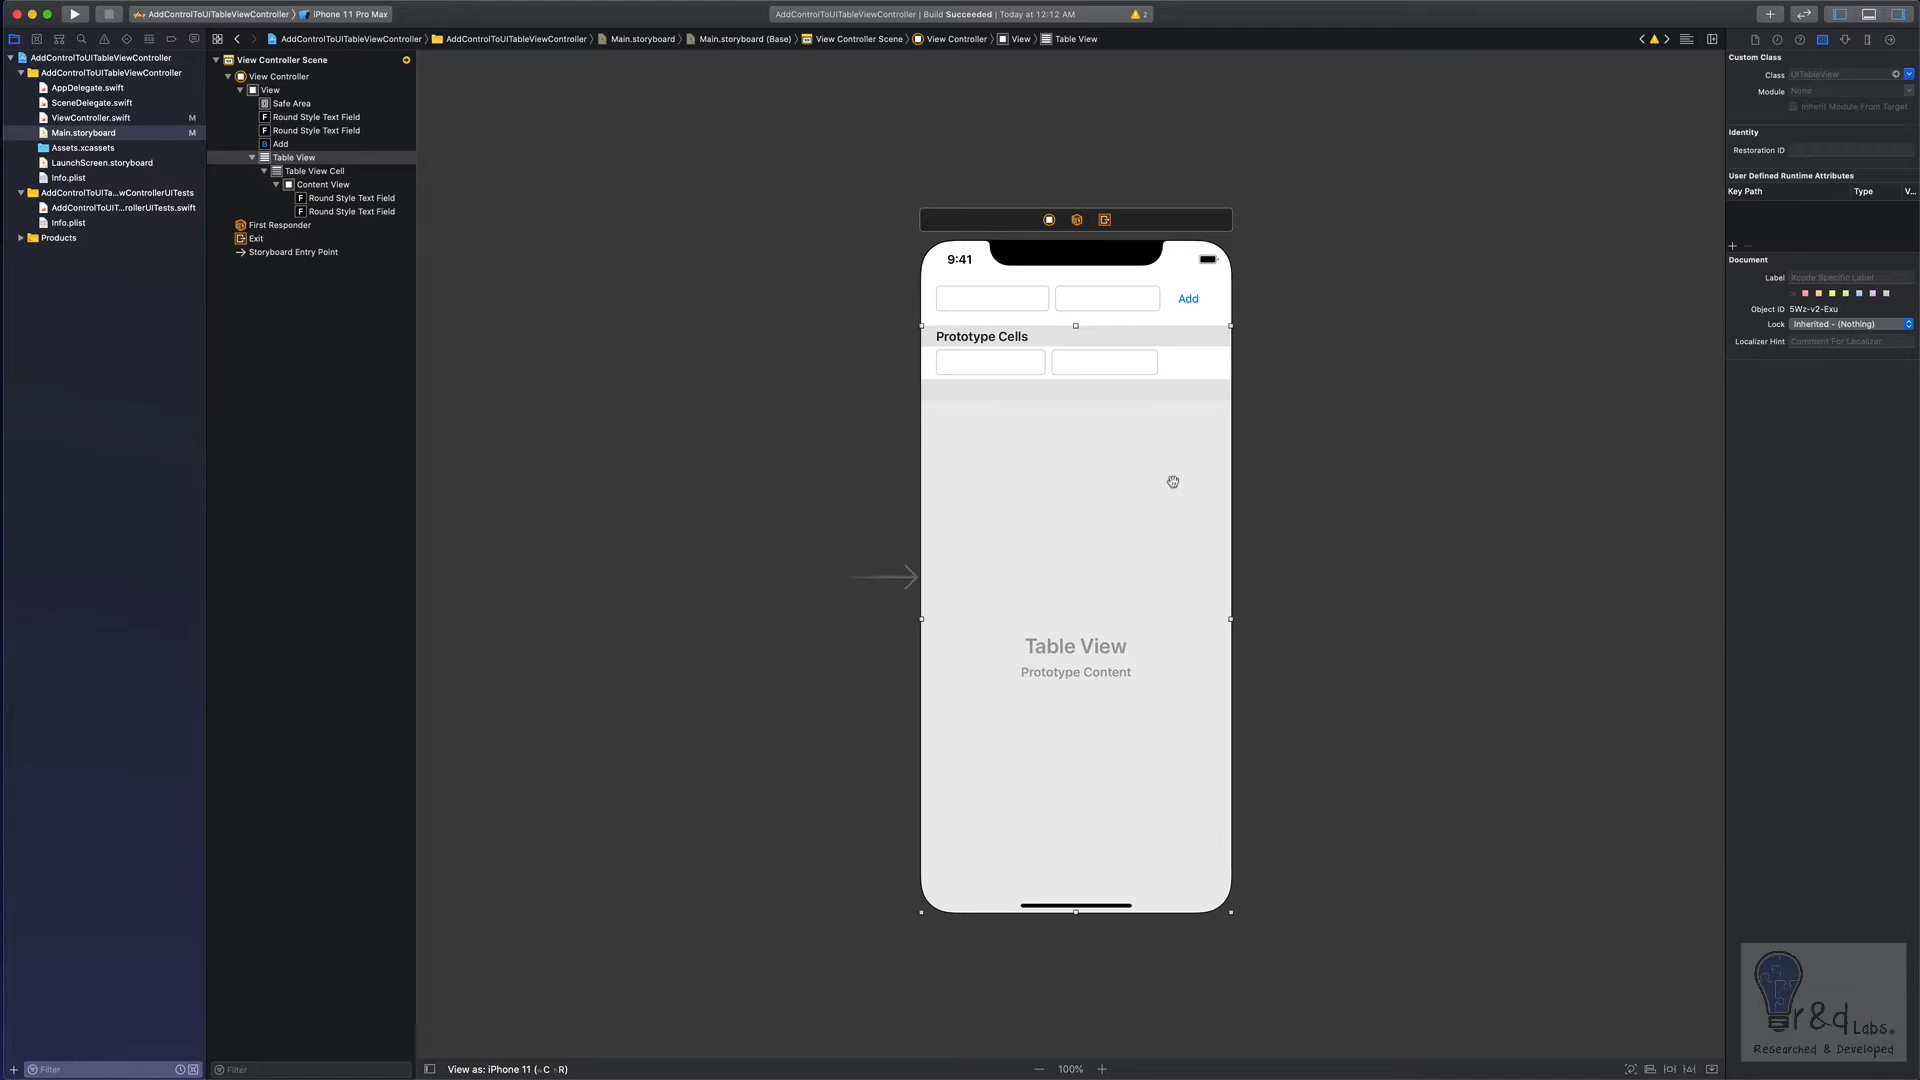 AddControlToUITableViewController 〉 iPhone 11 Pro Max
AddControlToUITableViewController | Build Succeeded | Today at 12:12 AM
2
AddControlToUITableViewController 〉 AddControlToUITableViewController 〉 Main.storyboard 〉 Main.storyboard (Base) 〉 View Controller Scene 〉 View Controller 〉 View 〉 Table View
AddControlToUITableViewController
AddControlToUITableViewController
AppDelegate.swift
SceneDelegate.swift
ViewController.swift M
Main.storyboard M
Assets.xcassets
LaunchScreen.storyboard
Info.plist
AddControlToUITa...wControllerUITests
AddControlToUIT...rollerUITests.swift
Info.plist
Products
Filter
View Controller Scene
View Controller
View
Safe Area
F Round Style Text Field
F Round Style Text Field
B Add
Table View
Table View Cell
Content View
F Round Style Text Field
F Round Style Text Field
First Responder
Exit
Storyboard Entry Point
Filter
9:41
Add
Prototype Cells
Table View
Prototype Content
View as: iPhone 11 (wC hR)
100%
Custom Class
Class UITableView
Module None
Inherit Module From Target
Identity
Restoration ID
User Defined Runtime Attributes
Key Path Type V...
Document
Label Xcode Specific Label
Object ID 5Wz-v2-Exu
Lock Inherited - (Nothing)
Localizer Hint Comment For Localizer
r&d Labs.
Researched & Developed